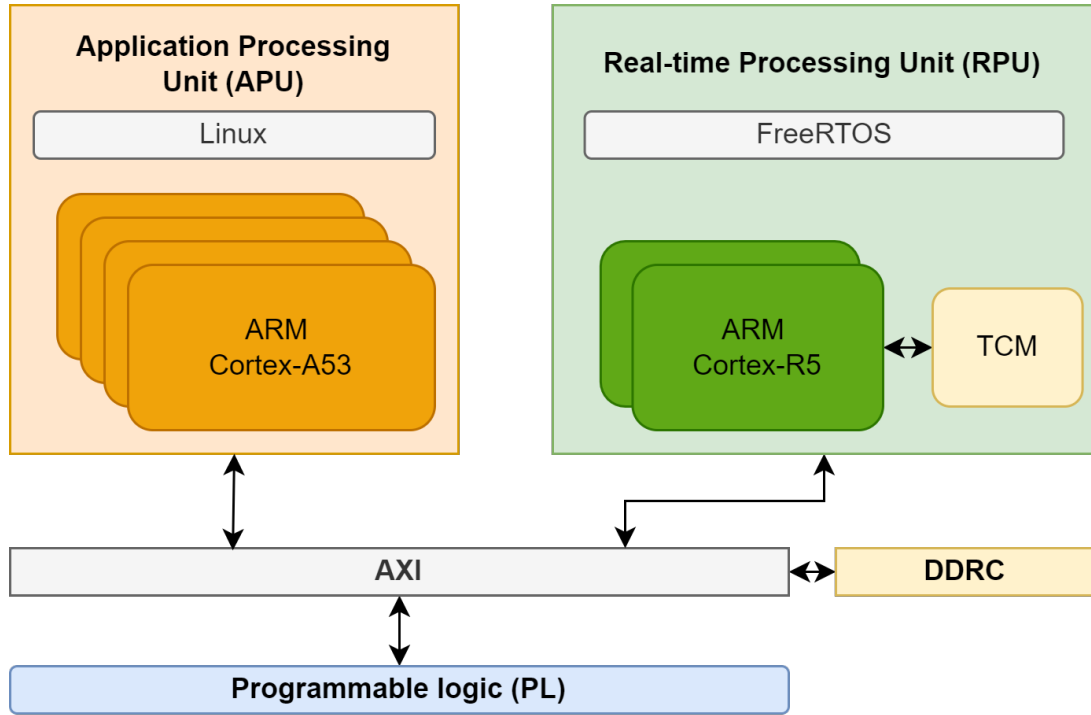 Application Processing
Unit (APU)
Linux
ARM
Cortex-A53
Real-time Processing Unit (RPU)
FreeRTOS
ARM
Cortex-R5
TCM
AXI
DDRC
Programmable logic (PL)